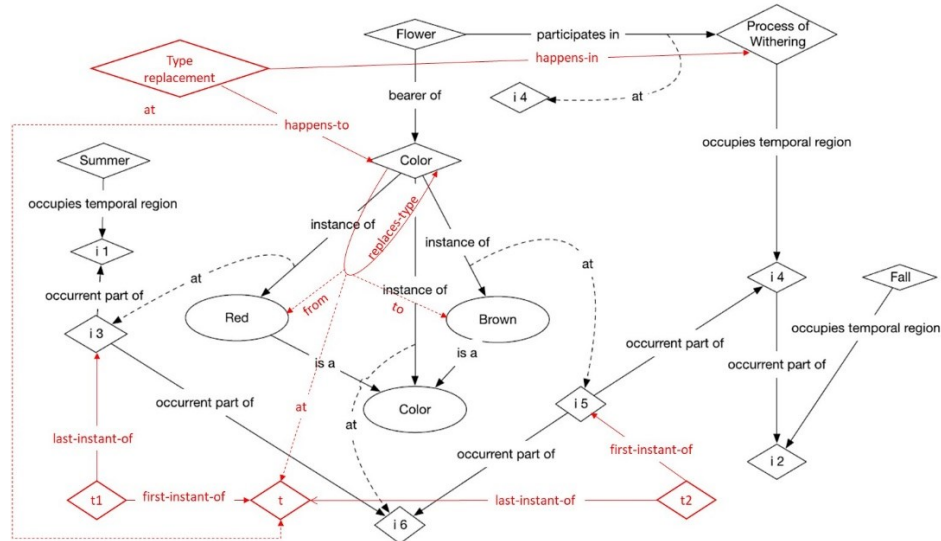 Flower
participates in
Process of
Withering
Type
replacement
happens-in
i 4
at
at
bearer of
happens-to
occupies temporal region
Summer
Color
occupies temporal region
replaces-type
instance of
instance of
i 1
at
at
occurrent part of
i 4
Fall
from
instance of
to
Red
Brown
i 3
occupies temporal region
occurrent part of
is a
is a
occurrent part of
at
Color
i 5
occurrent part of
at
last-instant-of
first-instant-of
occurrent part of
i 2
t1
first-instant-of
t
last-instant-of
t2
i 6